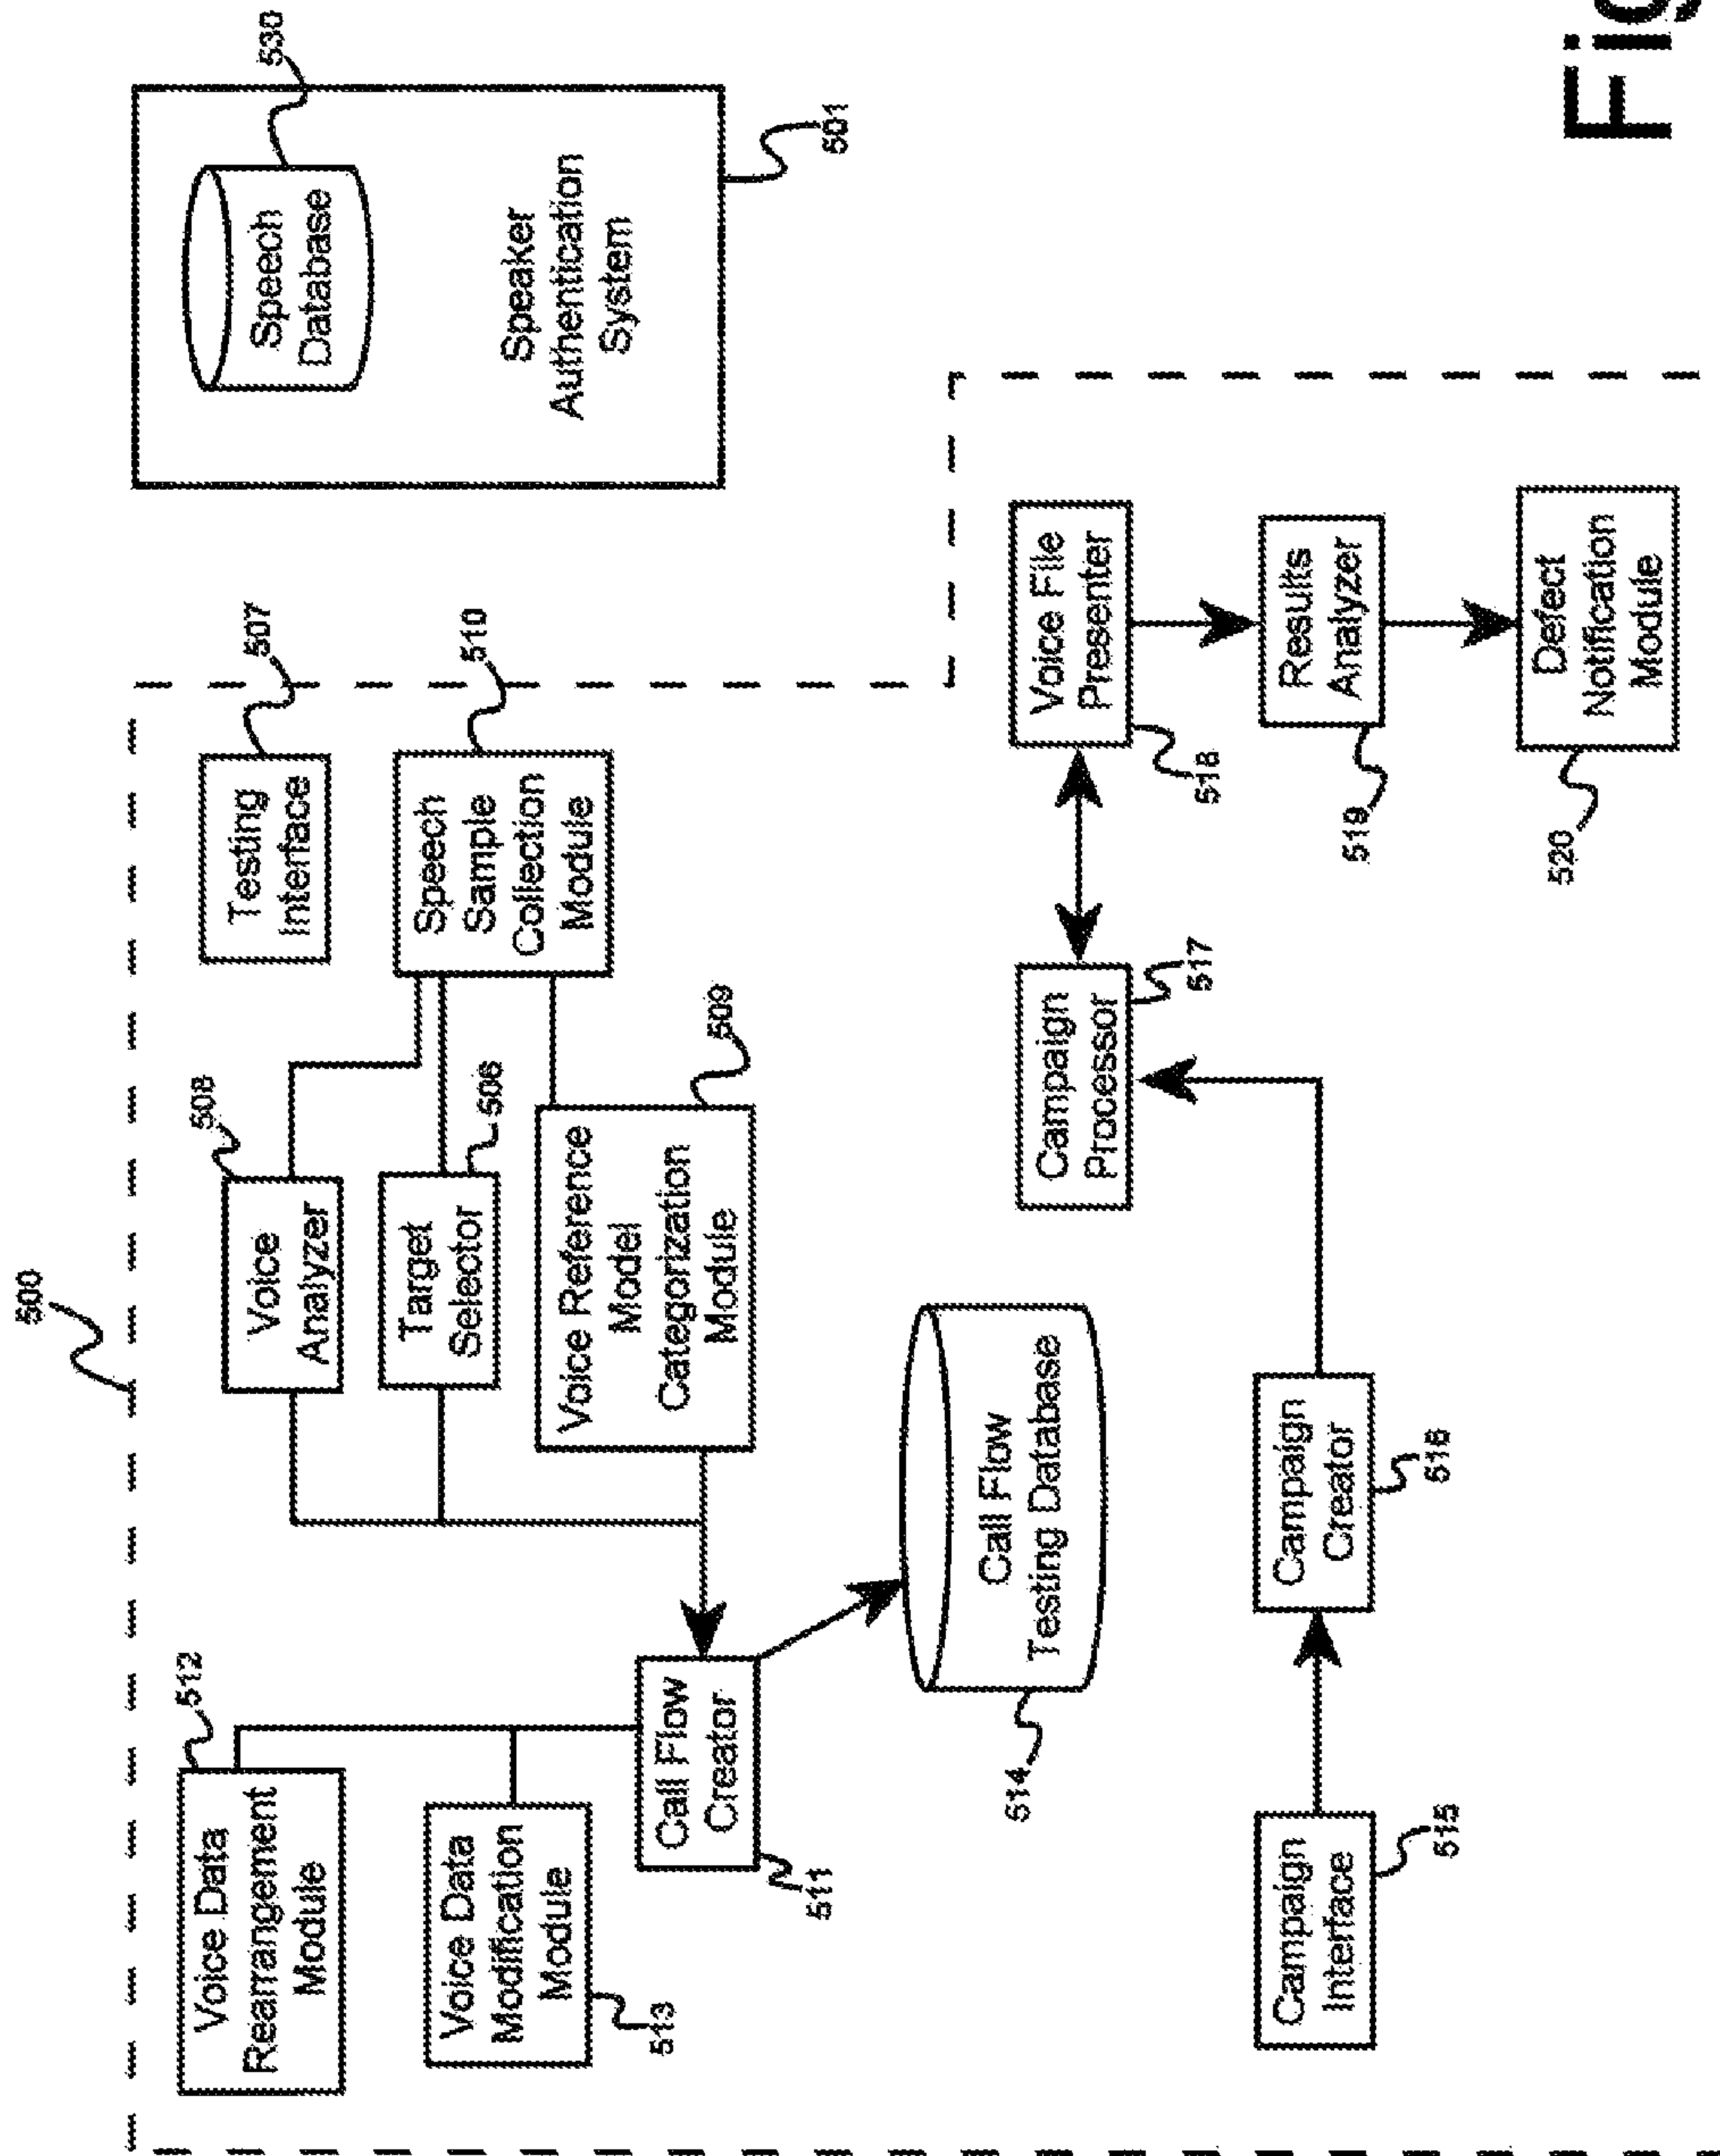 500
512
Voice Data
Rearrangement
Module
Voice Data
Modification
Module
513
Call Flow
Creator
511
508
Voice
Analyzer
Target
Selector
506
Voice Reference
Model
Categorization
Module
509
Testing
Interface
507
Speech
Sample
Collection
Module
510
Speech
Database
530
Speaker
Authentication
System
501
Call Flow
Testing Database
514
Campaign
Interface
515
Campaign
Creator
516
Campaign
Processor
517
Voice File
Presenter
518
Results
Analyzer
519
Defect
Notification
Module
520
Fig